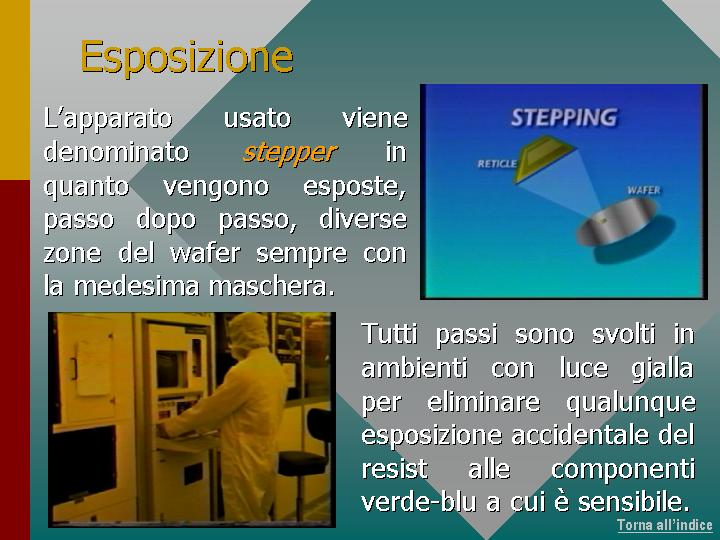 Esposizione
L'apparato usato viene
denominato stepper in
quanto vengono esposte,
passo dopo passo, diverse
zone del wafer sempre con
la medesima maschera.
STEPPING
RETICLE
WAFER
Tutti passi sono svolti in
ambienti con luce gialla
per eliminare qualunque
esposizione accidentale del
resist alle componenti
verde-blu a cui è sensibile.
Torna all'indice